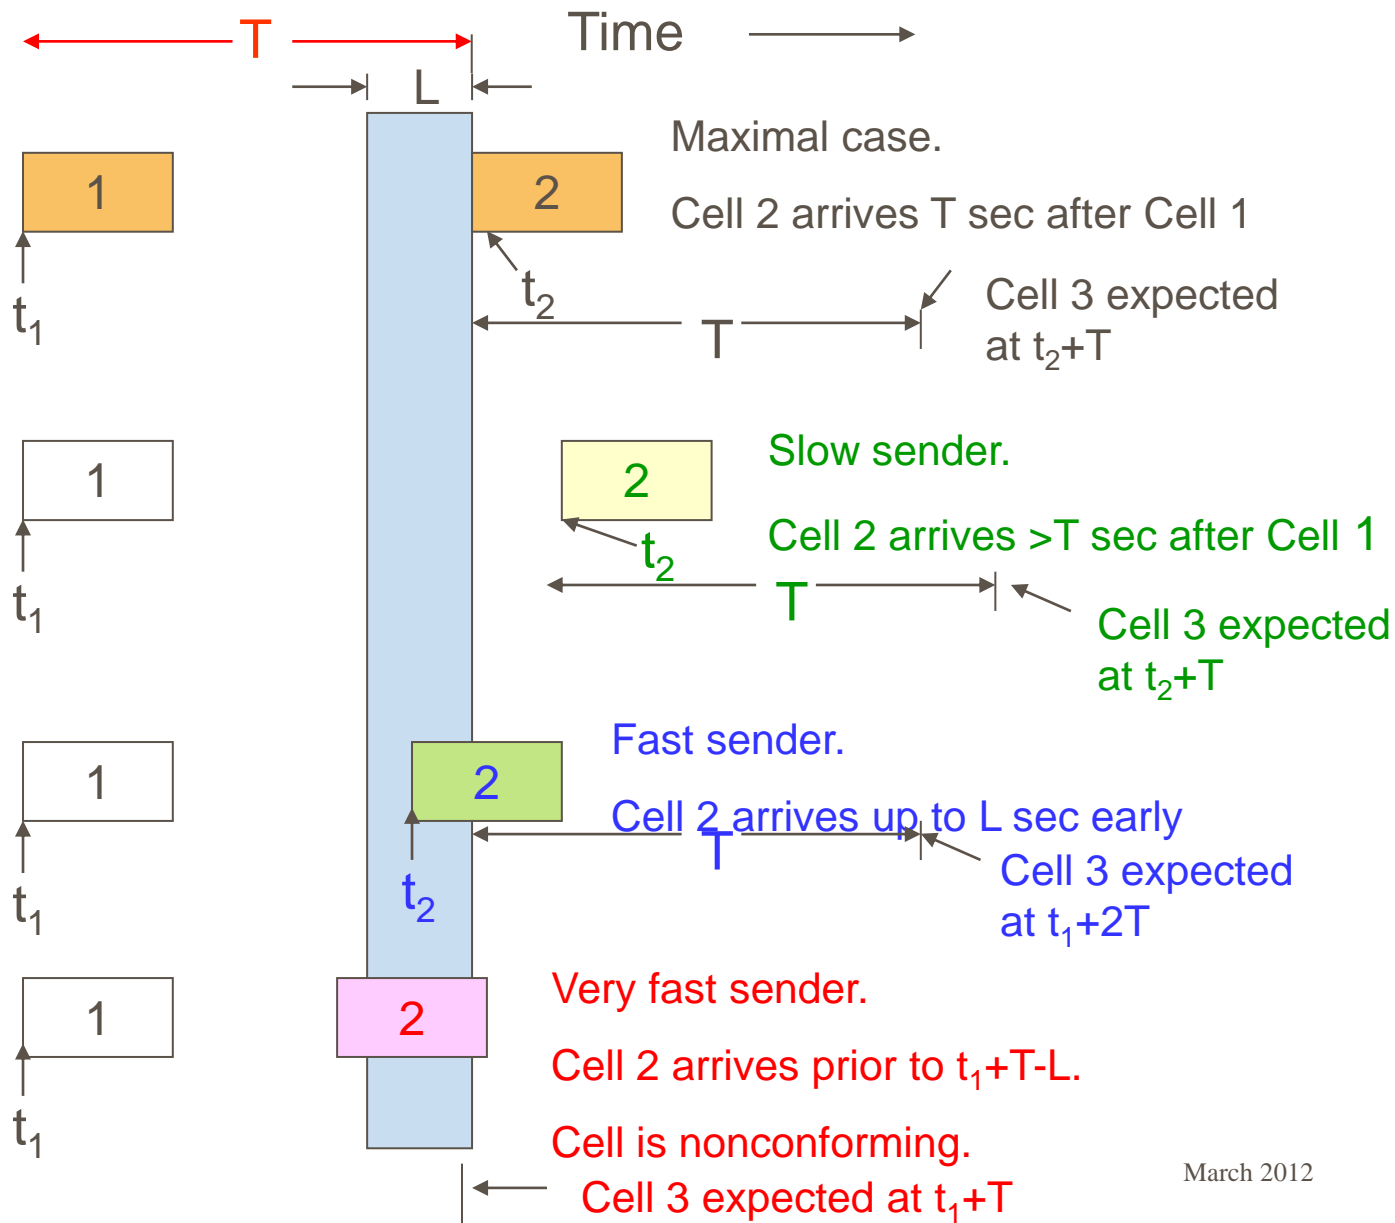 T
Time
L
Maximal case.
1
2
Cell 2 arrives T sec after Cell 1
t₁
t₂
Cell 3 expected
at t₂+T
T
Slow sender.
1
2
Cell 2 arrives >T sec after Cell 1
t₂
t₁
T
Cell 3 expected
at t₂+T
Fast sender.
1
2
Cell 2 arrives up to L sec early
T
Cell 3 expected
at t₁+2T
t₁
t₂
Very fast sender.
1
2
Cell 2 arrives prior to t₁+T-L.
t₁
Cell is nonconforming.
Cell 3 expected at t₁+T
March 2012